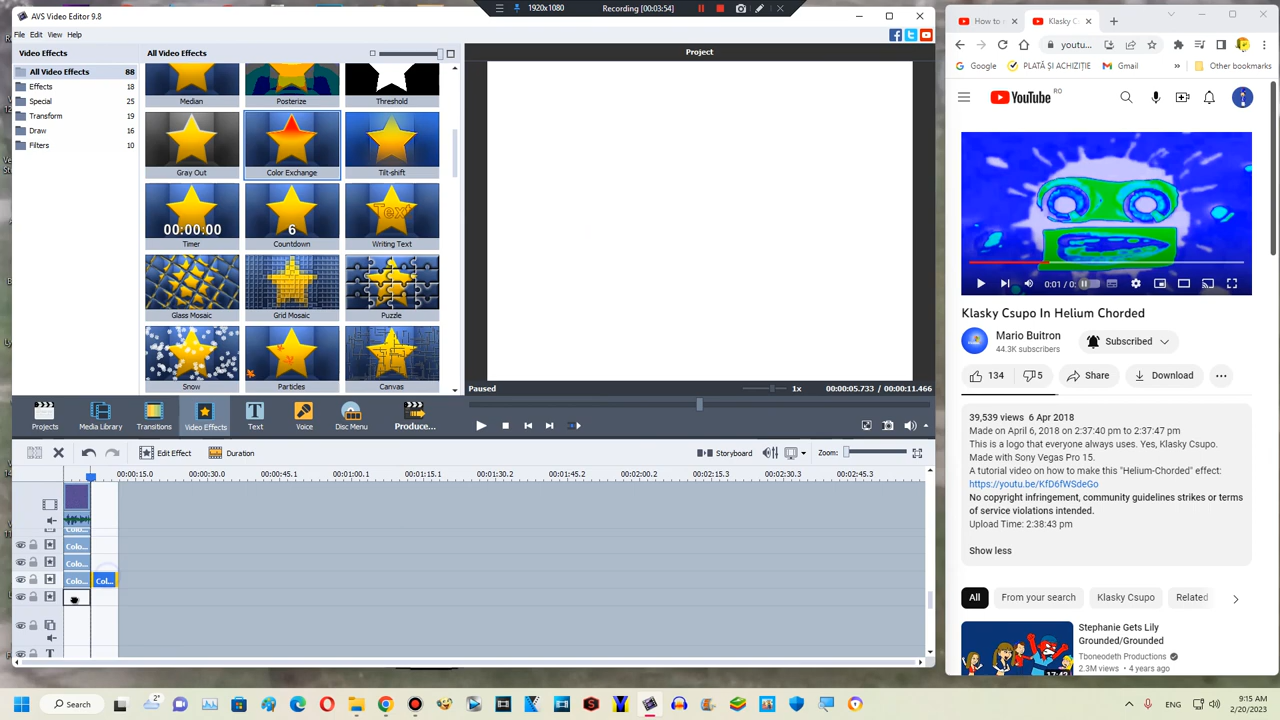 AVS Video Editor 9.8
1920x1080
Recording [00:03:54]
File Edit View Help
Video Effects
All Video Effects 88
Effects 18
Special 25
Transform 19
Draw 20
Filters 10
All Video Effects
Median
Posterize
Threshold
Gray Out
Color Exchange
Tilt-shift
00:00:00
6
Text
Timer
Countdown
Writing Text
Glass Mosaic
Grid Mosaic
Puzzle
Snow
Particles
Canvas
Project
Paused
1x
00:00:05.733 / 00:00:11.466
Projects
Media Library
Transitions
Video Effects
Text
Voice
Disc Menu
Produce...
Edit Effect
Duration
Storyboard
Zoom:
00:00:15.0 00:00:30.0 00:00:45.1 00:01:00.1 00:01:15.1 00:01:30.2 00:01:45.2 00:02:00.2 00:02:15.3 00:02:30.3 00:02:45.3
Colo...
Colo...
Colo...
Colo...
Col...
T
How to
Klasky C
youtu...
Google
PLATĂ ȘI ACHIZIȚIE
Gmail
»
Other bookmarks
YouTube RO
0:01 / 0:
Klasky Csupo In Helium Chorded
Mario Buitron
44.3K subscribers
Subscribed
134
5
Share
Download
39,539 views 6 Apr 2018
Made on April 6, 2018 on 2:37:40 pm to 2:37:47 pm
This is a logo that everyone always uses. Yes, Klasky Csupo.
Made with Sony Vegas Pro 15.
A tutorial video on how to make this "Helium-Chorded" effect:
https://youtu.be/KfD6fWSdeGo
No copyright infringement, community guidelines strikes or terms
of service violations intended.
Upload Time: 2:38:43 pm
Show less
All
From your search
Klasky Csupo
Related
Stephanie Gets Lily
Grounded/Grounded
Tboneodeth Productions
2.3M views • 4 years ago
17:42
Search
2°
9:15 AM
2/20/2023